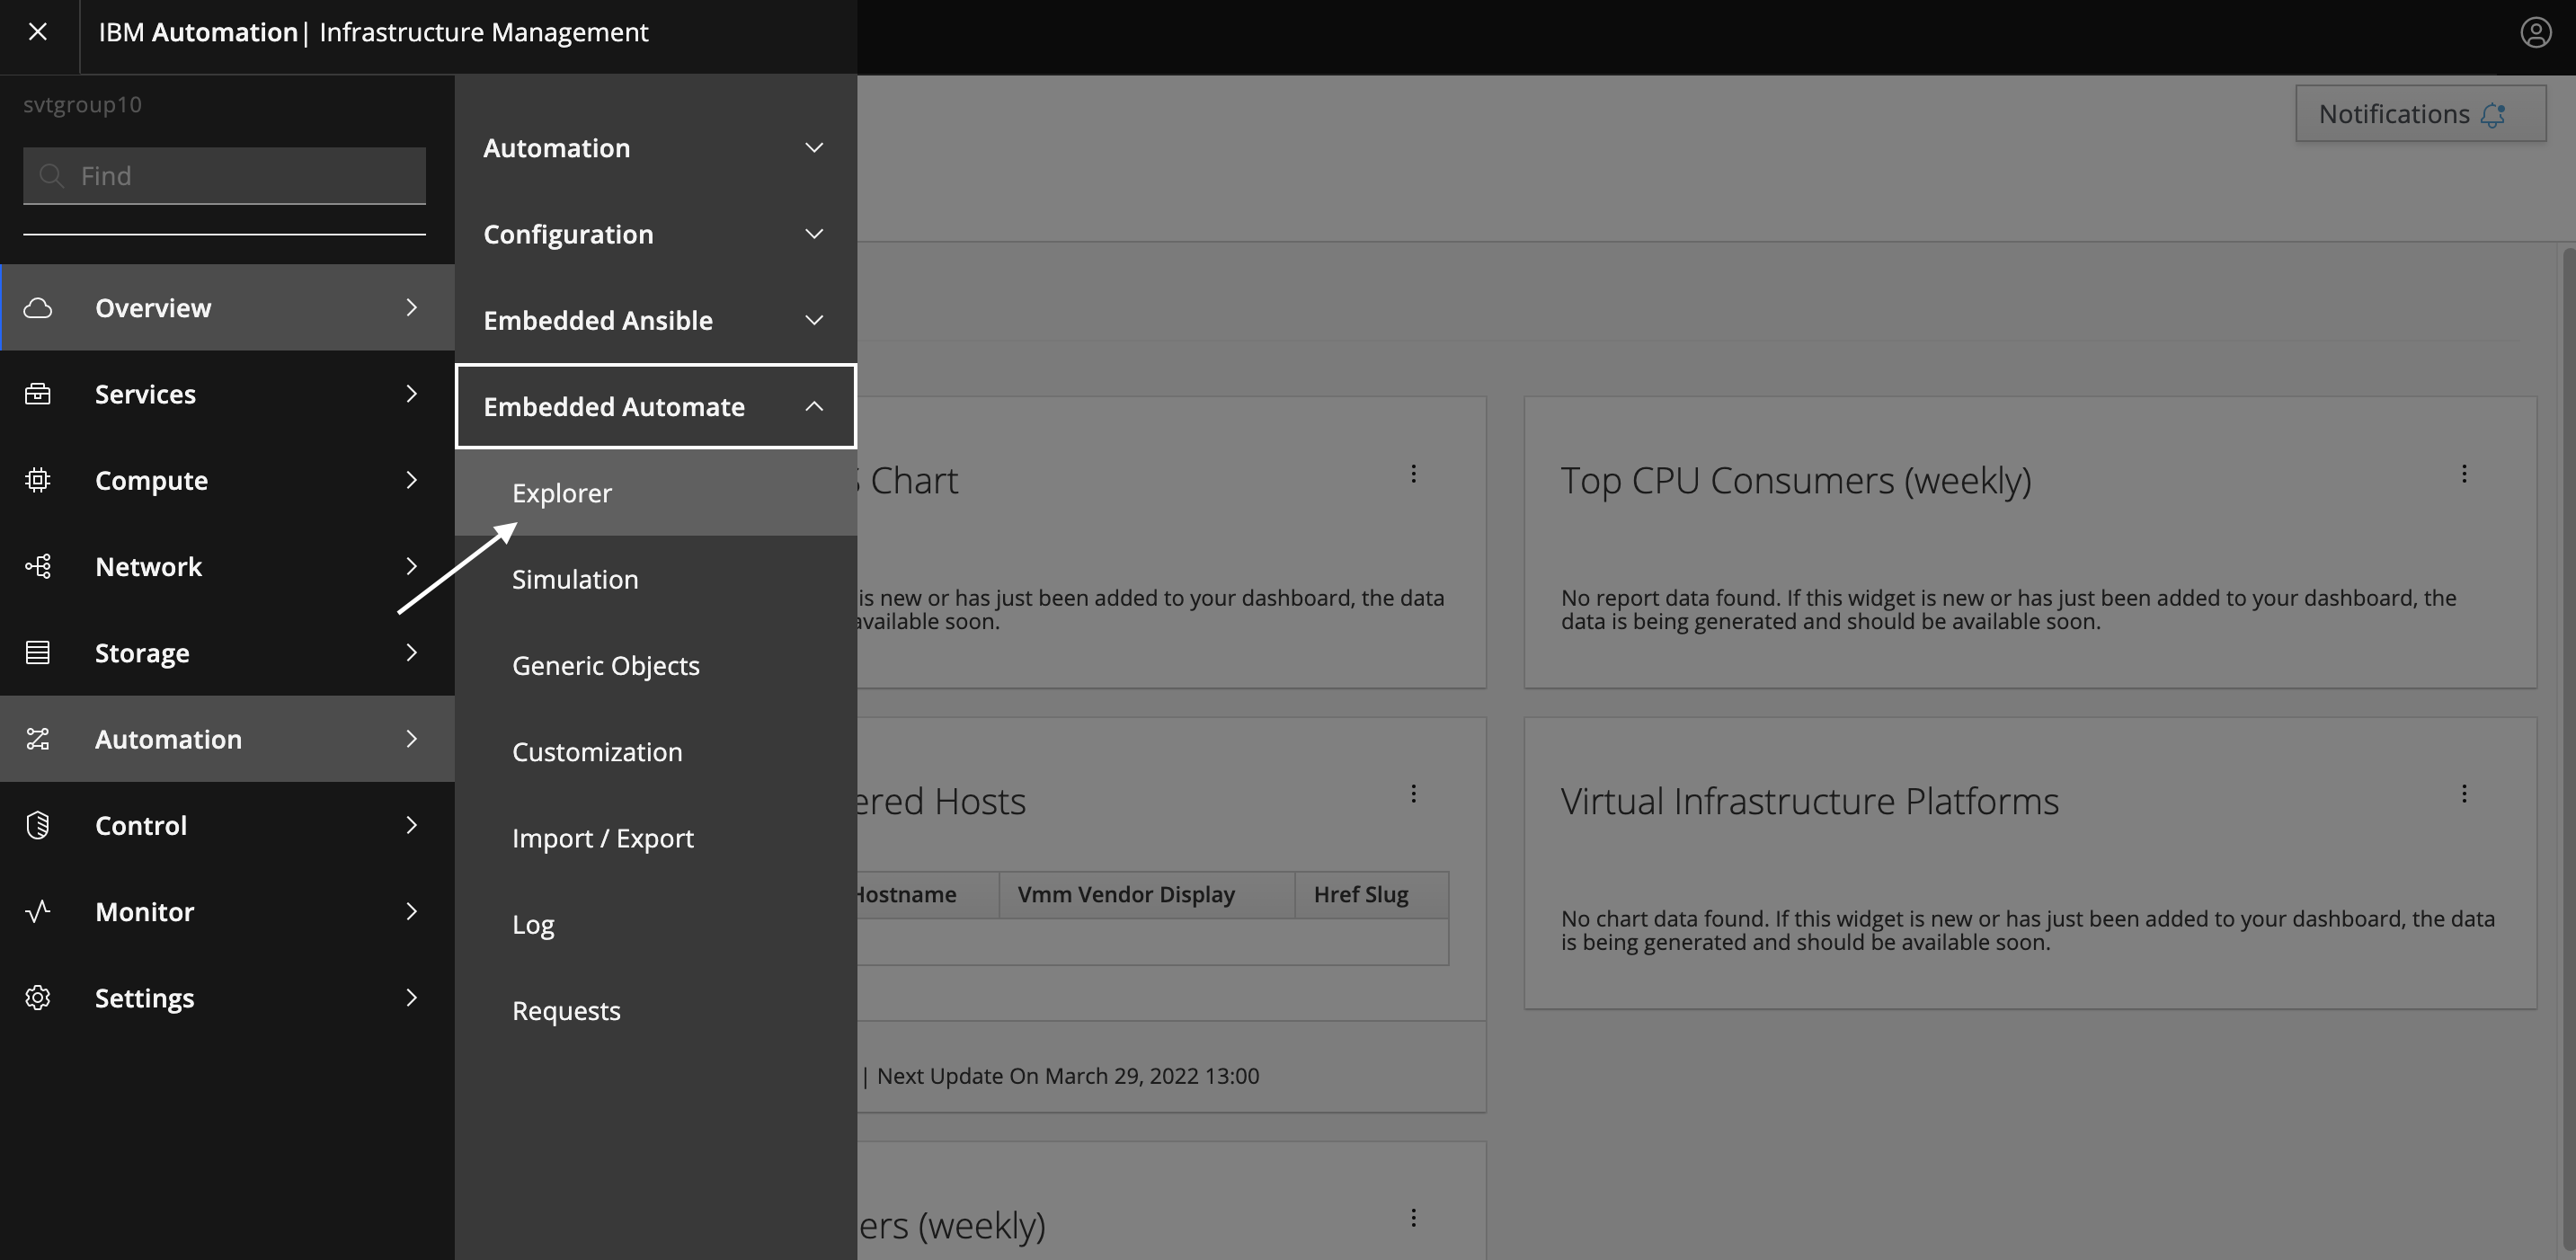 IBM Automation| Infrastructure Management
svtgroup10
Find
Overview
Services
Compute
Network
Storage
Automation
Control
Monitor
Settings
Automation
Configuration
Embedded Ansible
Embedded Automate
Explorer
Simulation
Generic Objects
Customization
Import / Export
Log
Requests
Notifications
Chart
is new or has just been added to your dashboard, the data
available soon.
Top CPU Consumers (weekly)
No report data found. If this widget is new or has just been added to your dashboard, the
data is being generated and should be available soon.
ered Hosts
Hostname Vmm Vendor Display Href Slug
| Next Update On March 29, 2022 13:00
Virtual Infrastructure Platforms
No chart data found. If this widget is new or has just been added to your dashboard, the data
is being generated and should be available soon.
ers (weekly)